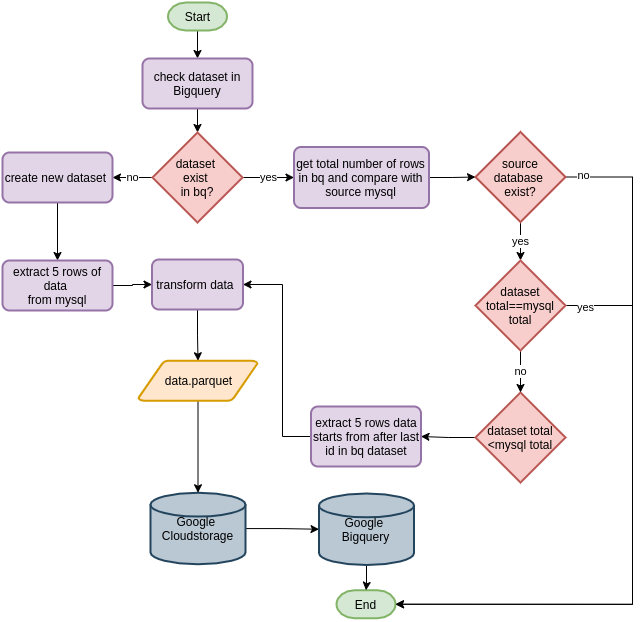 Start
check dataset in
Bigquery
dataset
exist
in bq?
no
yes
create new dataset
get total number of rows
in bq and compare with
source mysql
source
database
exist?
no
yes
extract 5 rows of
data
from mysql
transform data
dataset
total==mysql
total
yes
no
data.parquet
extract 5 rows data
starts from after last
id in bq dataset
dataset total
<mysql total
Google
Cloudstorage
Google
Bigquery
End